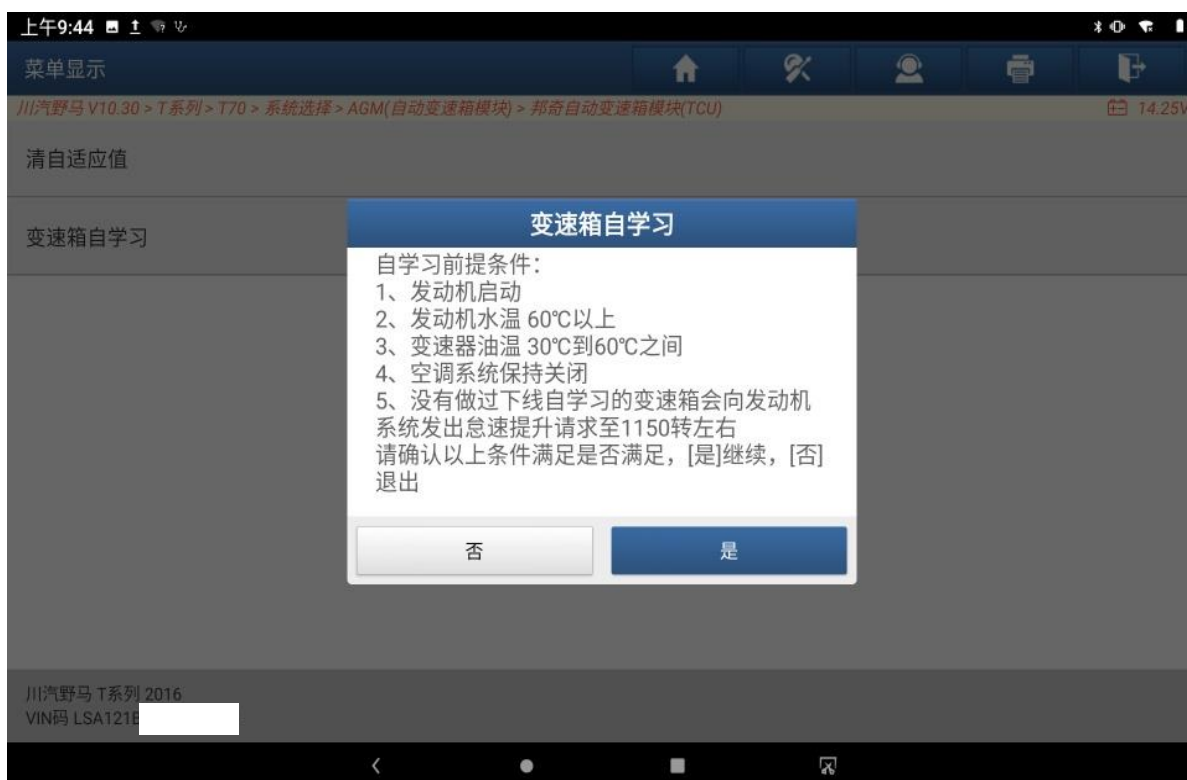 上午9:44
菜单显示
川汽野马 V10.30 > T系列 > T70 > 系统选择 > AGM(自动变速箱模块) > 邦奇自动变速箱模块(TCU)
14.25V
清自适应值
变速箱自学习
变速箱自学习
自学习前提条件:
1、发动机启动
2、发动机水温 60℃以上
3、变速器油温 30℃到60℃之间
4、空调系统保持关闭
5、没有做过下线自学习的变速箱会向发动机
系统发出怠速提升请求至1150转左右
请确认以上条件满足是否满足，[是]继续，[否]
退出
否
是
川汽野马 T系列 2016
VIN码 LSA121E